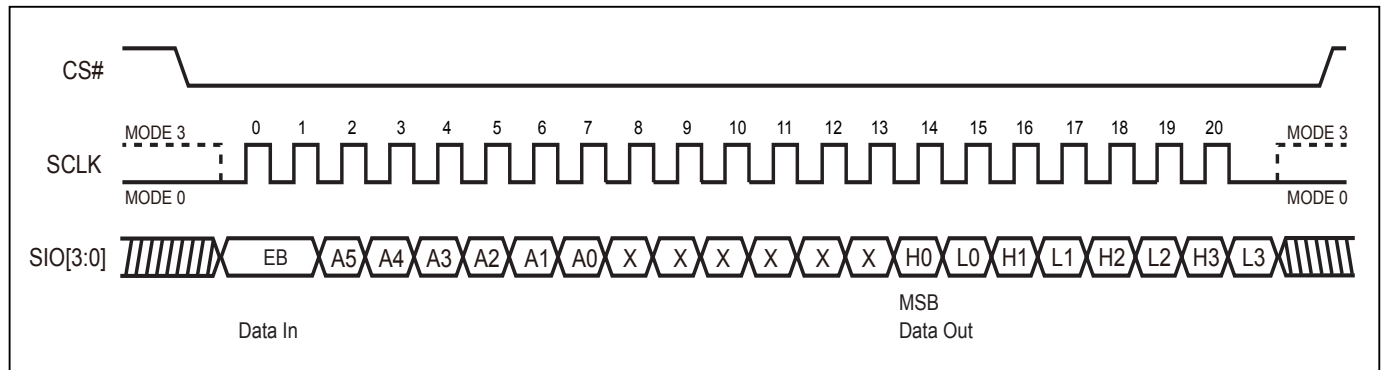 CS#
MODE 3 0 1 2 3 4 5 6 7 8 9 10 11 12 13 14 15 16 17 18 19 20 MODE 3
SCLK
MODE 0 MODE 0
SIO[3:0] EB A5 A4 A3 A2 A1 A0 X X X X X X H0 L0 H1 L1 H2 L2 H3 L3
MSB
Data In Data Out